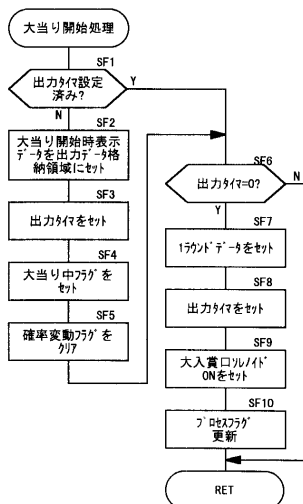 大当り開始処理
SF1
出力ﾀｲﾏ設定
済み?
Y
N
SF2
大当り開始時表示
データを出力データ格
納領域にセット
SF3
出力ﾀｲﾏをセット
SF4
大当り中フラグを
セット
SF5
確率変動フラグを
クリア
SF6
出力ﾀｲﾏ=0?
N
Y
SF7
1ﾗｳﾝﾄﾞﾃﾞｰﾀをセット
SF8
出力ﾀｲﾏをセット
SF9
大入賞口ｿﾚﾉｲﾄﾞ
ONをセット
SF10
ﾌﾟﾛｾｽﾌﾗｸﾞ
更新
RET